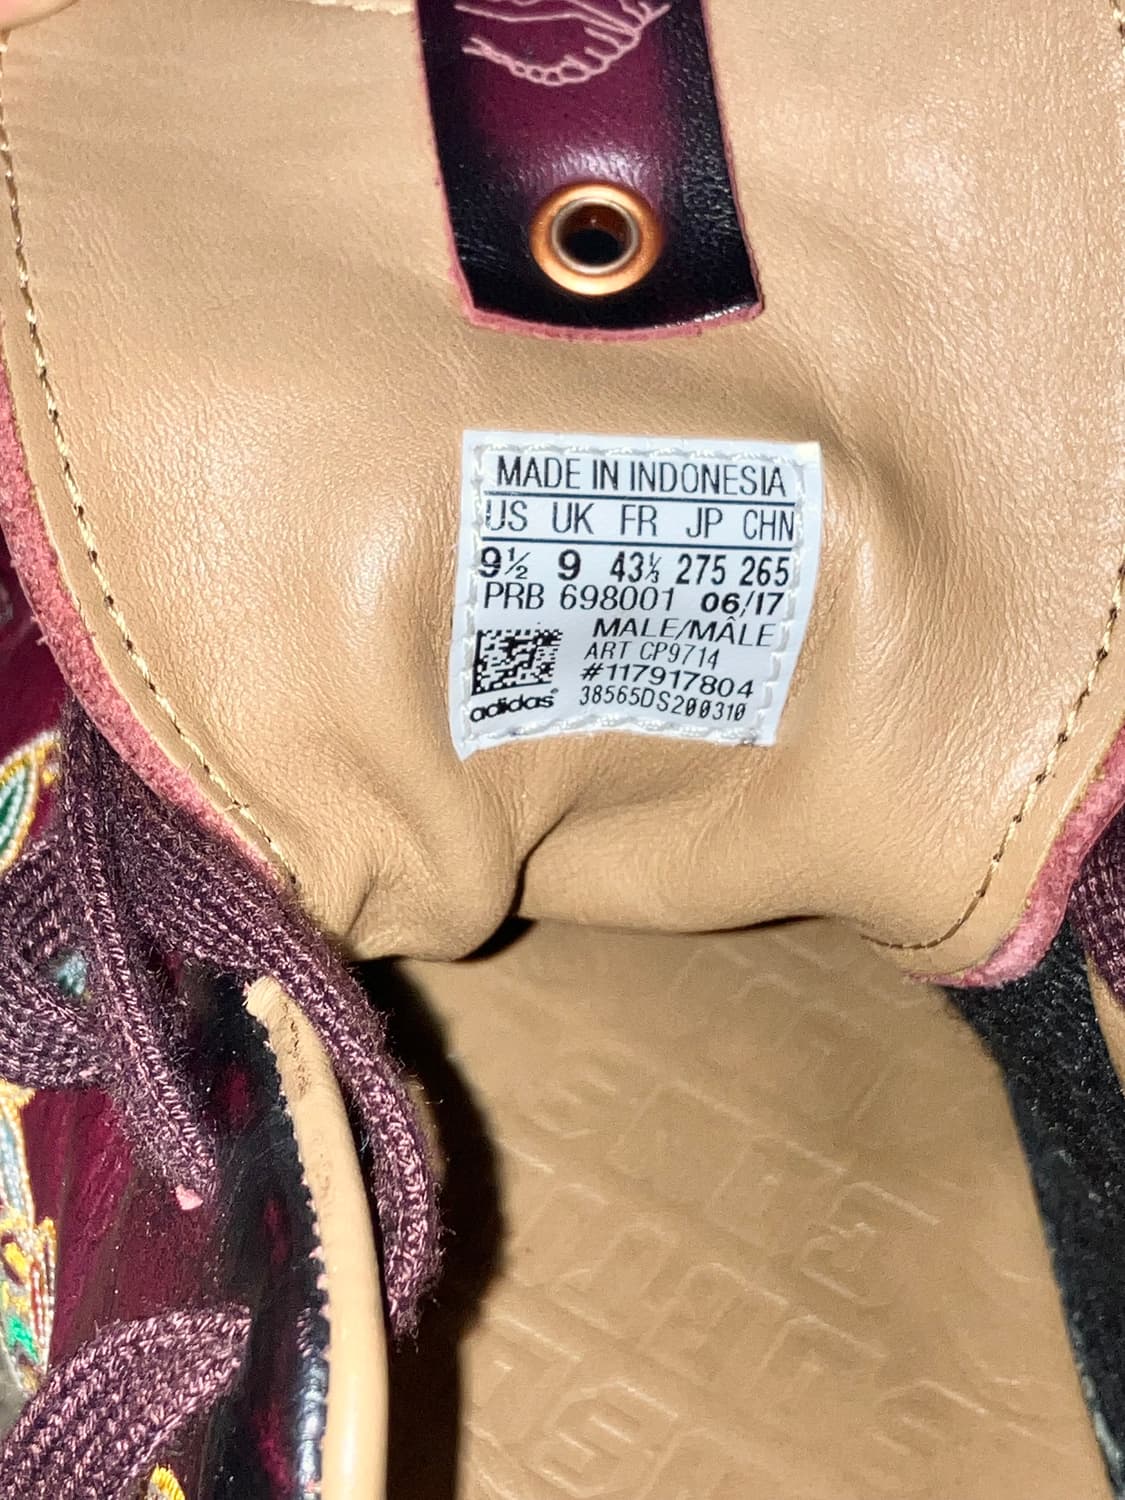 MADE IN INDONESIA
US UK FR JP CHN
9½ 9 43⅓ 275 265
PRB 698001 06/17
MALE/MÂLE
ART CP9714
#117917804
adidas® 38565DS200310